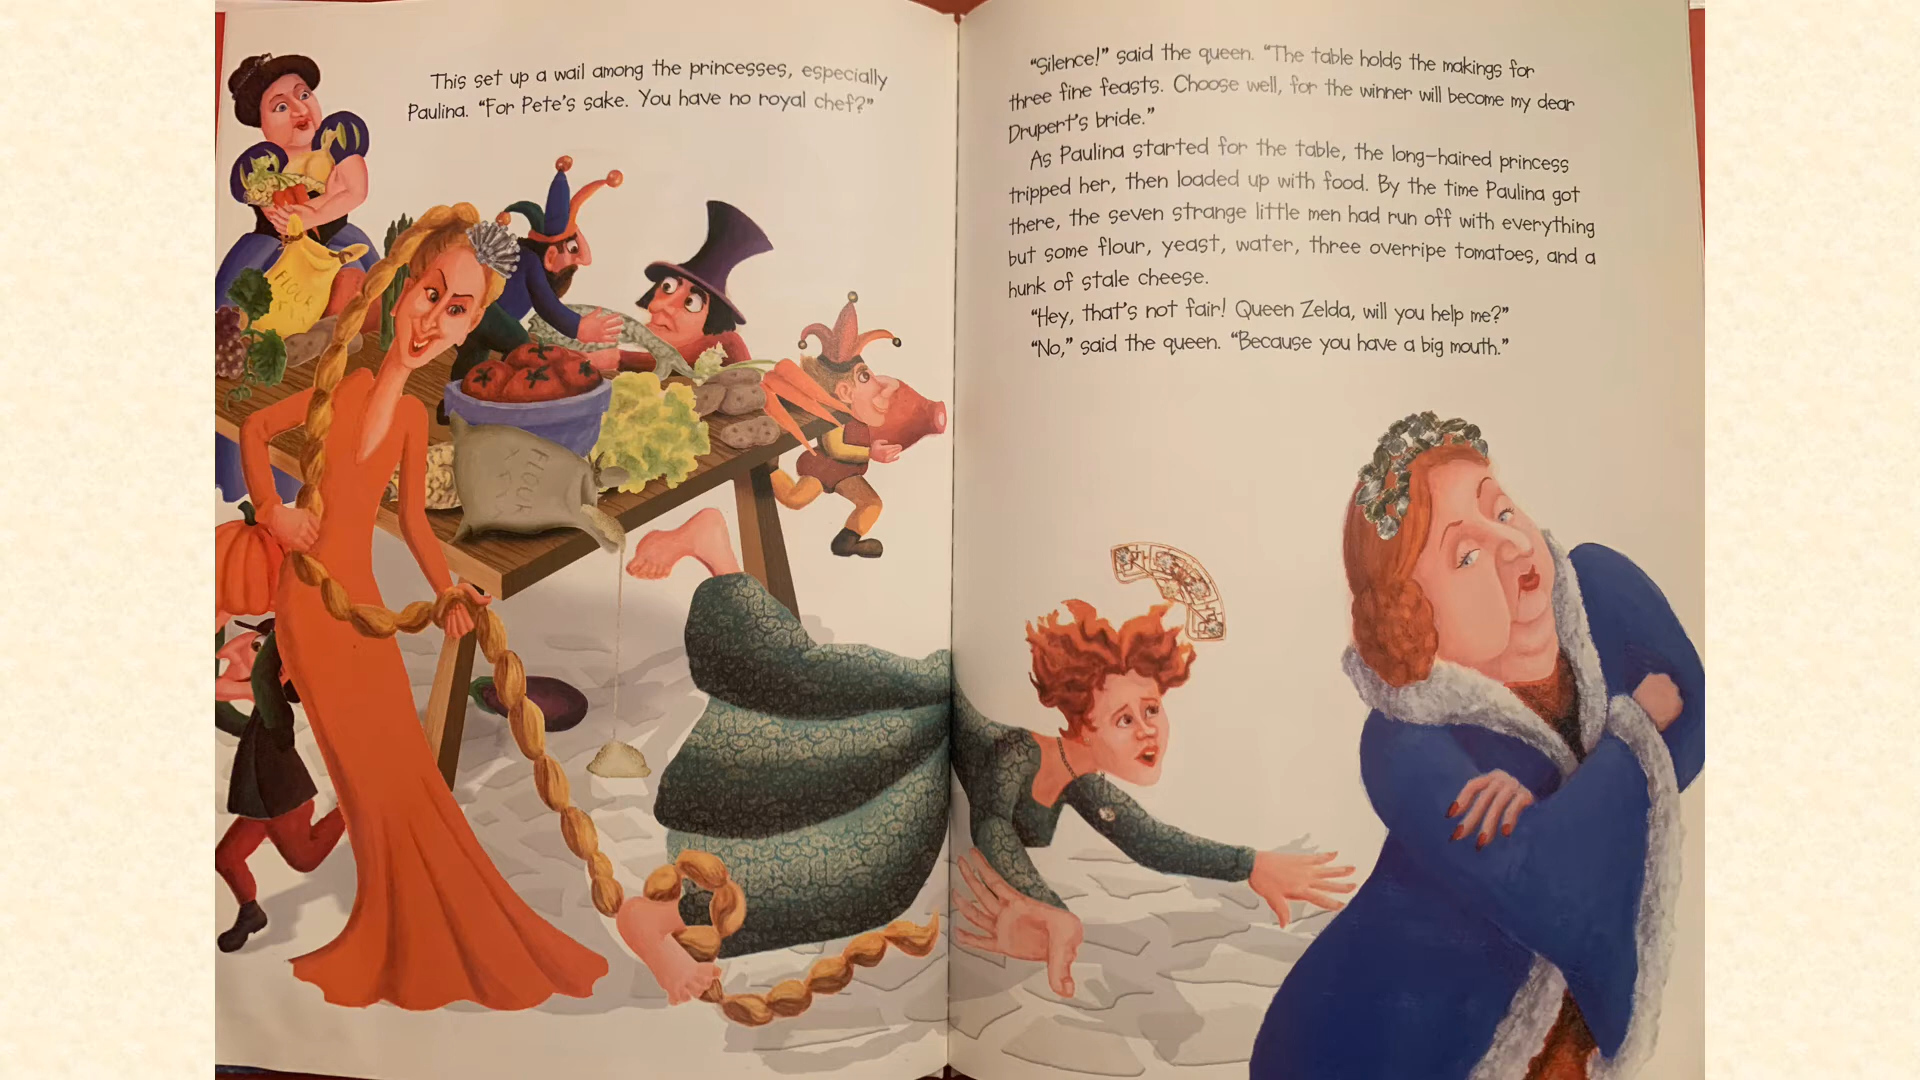 This set up a wail among the princesses, especially
Paulina. “For Pete's sake. You have no royal chef?”
FLOUR
XXX
FLOUR
XXXX
“Silence!” said the queen. “The table holds the makings for
three fine feasts. Choose well, for the winner will become my dear
Drupert's bride.”
As Paulina started for the table, the long-haired princess
tripped her, then loaded up with food. By the time Paulina got
there, the seven strange little men had run off with everything
but some flour, yeast, water, three overripe tomatoes, and a
hunk of stale cheese.
“Hey, that's not fair! Queen Zelda, will you help me?”
“No,” said the queen. “Because you have a big mouth.”